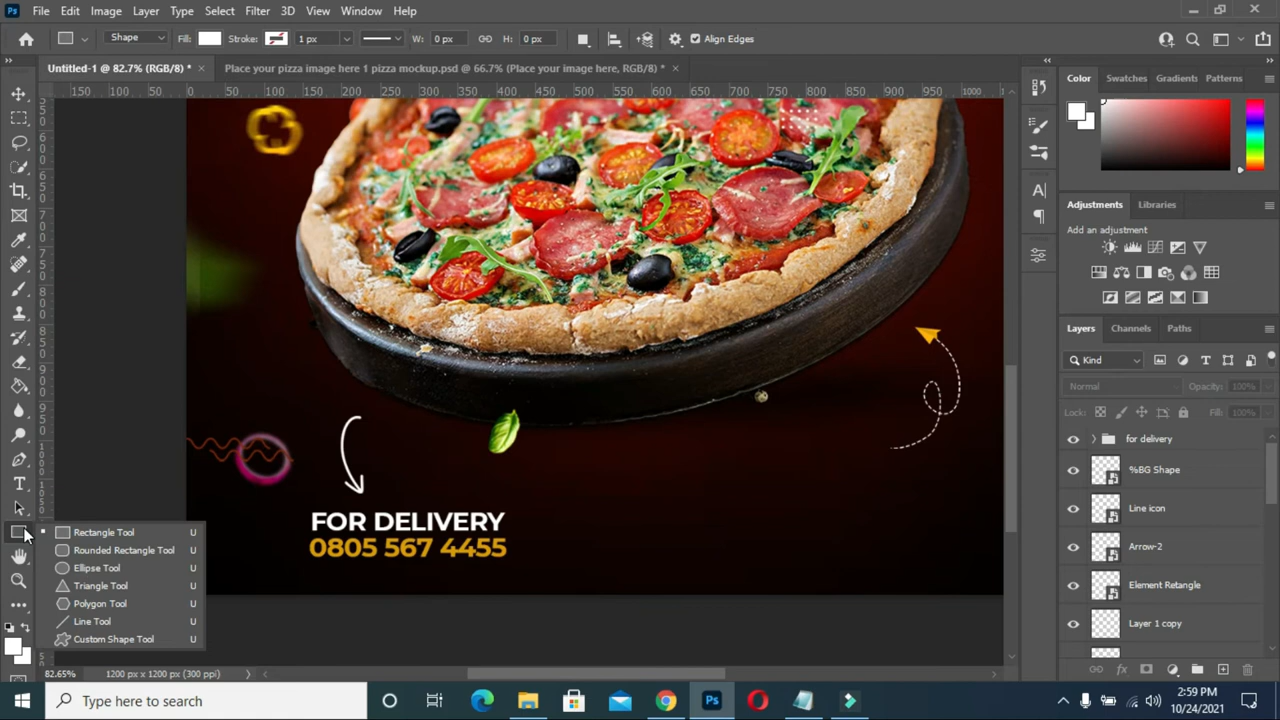 Ps File Edit Image Layer Type Select Filter 3D View Window Help
Shape Fill: Stroke: 1 px W: 0 px H: 0 px Align Edges
Untitled-1 @ 82.7% (RGB/8) * × Place your pizza image here 1 pizza mockup.psd @ 66.7% (Place your image here, RGB/8) * ×
150 100 50 0 50 100 150 200 250 300 350 400 450 500 550 600 650 700 750 800 850 900 950 1000
Color Swatches Gradients Patterns
Adjustments Libraries
Add an adjustment
Layers Channels Paths
Kind
Normal Opacity: 100%
Lock: Fill: 100%
for delivery
%BG Shape
Line icon
Arrow-2
Element Retangle
Layer 1 copy
FOR DELIVERY
0805 567 4455
Rectangle Tool U
Rounded Rectangle Tool U
Ellipse Tool U
Triangle Tool U
Polygon Tool U
Line Tool U
Custom Shape Tool U
82.65% 1200 px x 1200 px (300 ppi)
Type here to search
Ps
2:59 PM
10/24/2021